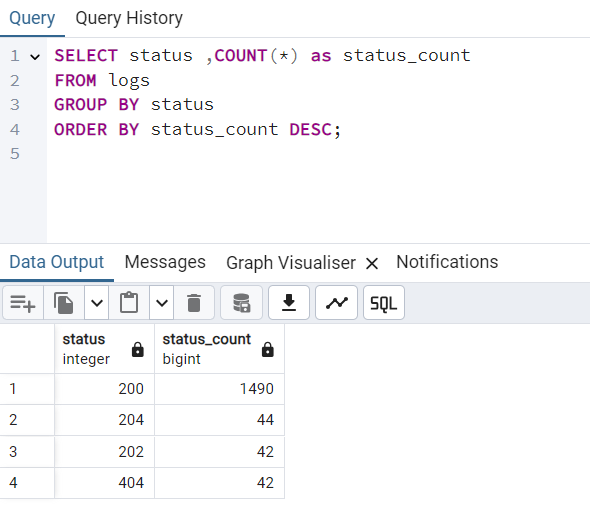 Query Query History
1 SELECT status ,COUNT(*) as status_count
2 FROM logs
3 GROUP BY status
4 ORDER BY status_count DESC;
5
Data Output Messages Graph Visualiser X Notifications
SQL
status status_count
integer bigint
1 200 1490
2 204 44
3 202 42
4 404 42